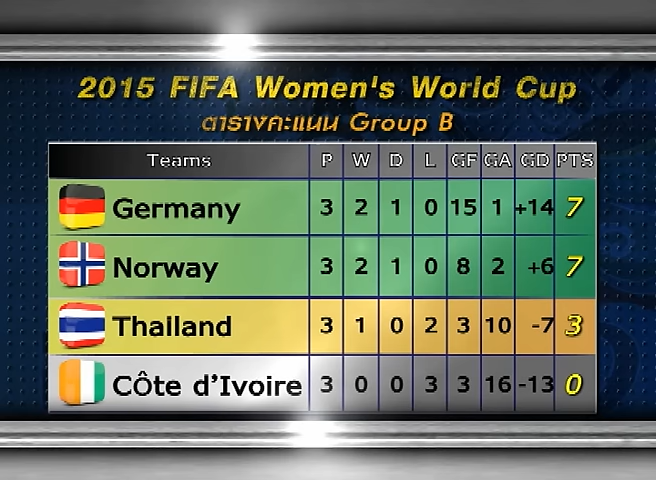 2015 FIFA Women's World Cup
ตารางคะแนน Group B
Teams P W D L GF GA GD PTS
Germany 3 2 1 0 15 1 +14 7
Norway 3 2 1 0 8 2 +6 7
Thailand 3 1 0 2 3 10 -7 3
CÔte d'Ivoire 3 0 0 3 3 16 -13 0